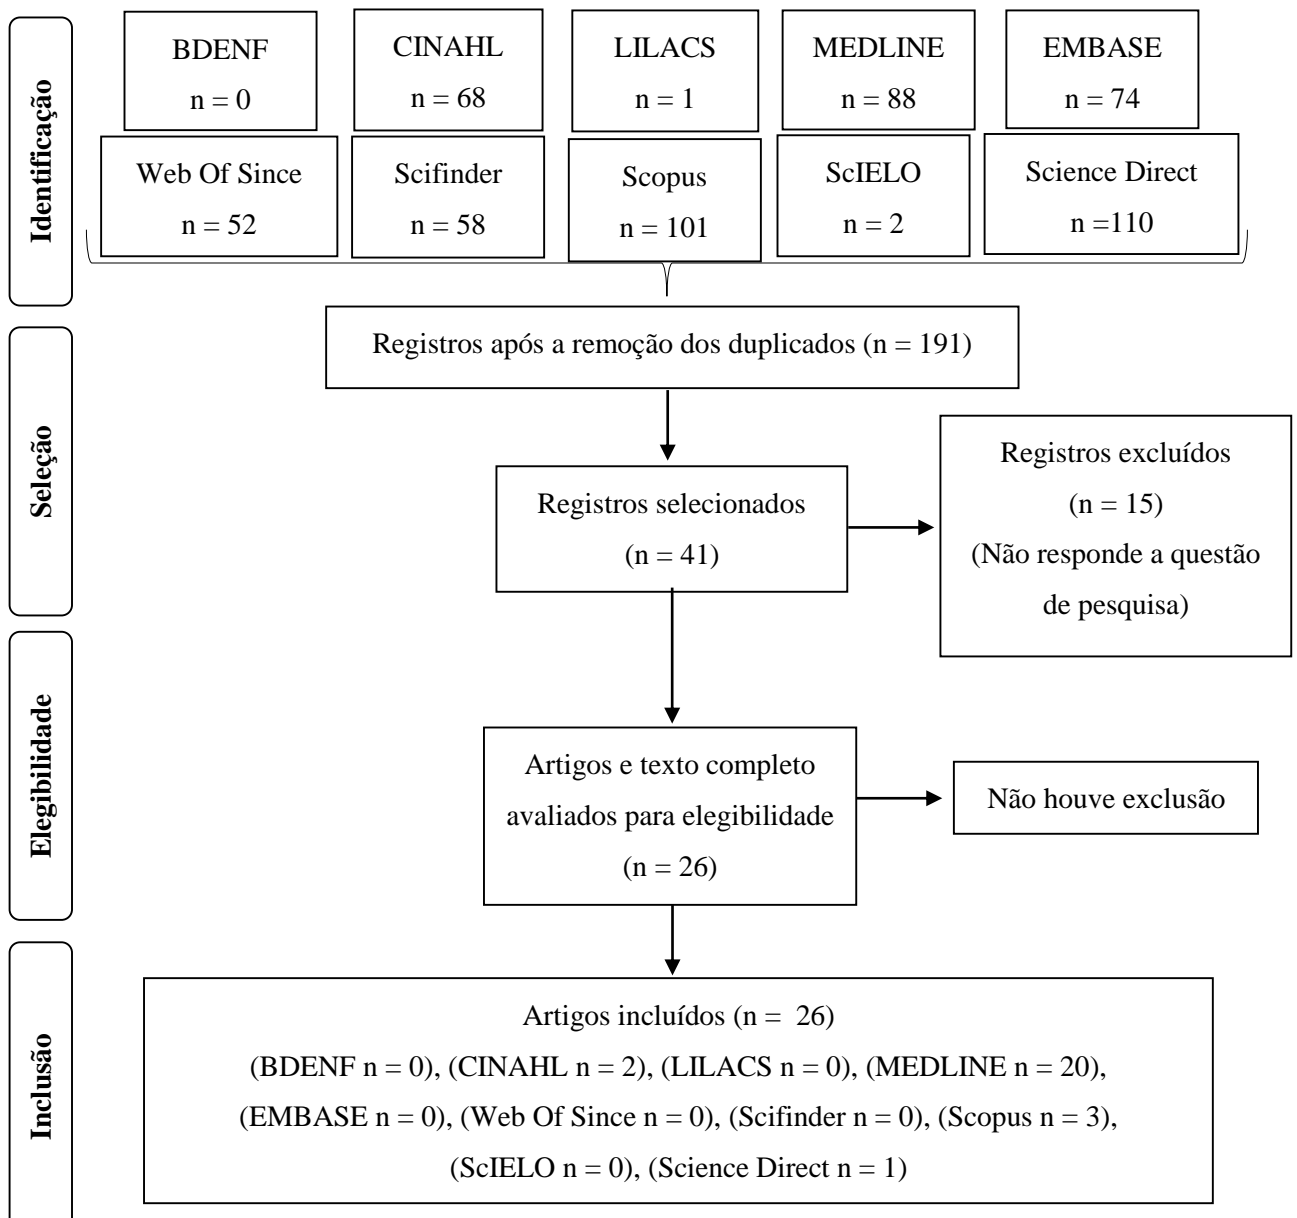 Identificação
BDENF
n = 0
CINAHL
n = 68
LILACS
n = 1
MEDLINE
n = 88
EMBASE
n = 74
Web Of Since
n = 52
Scifinder
n = 58
Scopus
n = 101
ScIELO
n = 2
Science Direct
n =110
Seleção
Registros após a remoção dos duplicados (n = 191)
Registros selecionados
(n = 41)
Registros excluídos
(n = 15)
(Não responde a questão
de pesquisa)
Elegibilidade
Artigos e texto completo
avaliados para elegibilidade
(n = 26)
Não houve exclusão
Inclusão
Artigos incluídos (n =  26)
(BDENF n = 0), (CINAHL n = 2), (LILACS n = 0), (MEDLINE n = 20),
(EMBASE n = 0), (Web Of Since n = 0), (Scifinder n = 0), (Scopus n = 3),
(ScIELO n = 0), (Science Direct n = 1)